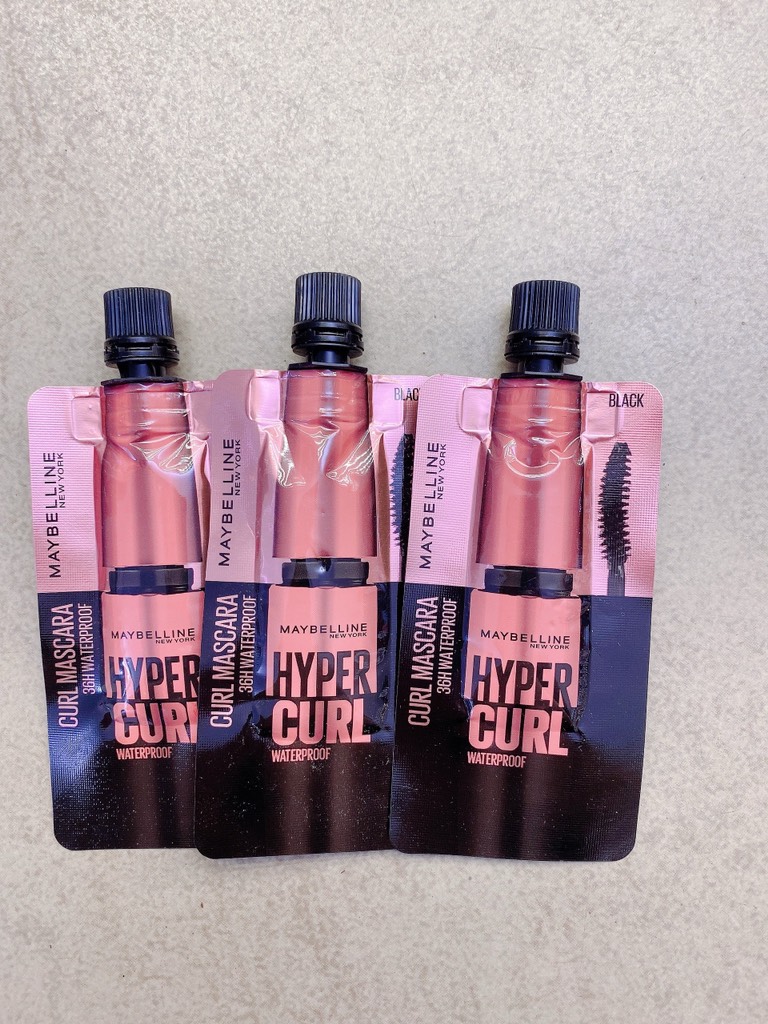 MAYBELLINE
NEW YORK
CURL MASCARA
36H WATERPROOF
MAYBELLINE
HYPER
CURL
WATERPROOF
MAYBELLINE
NEW YORK
CURL MASCARA
36H WATERPROOF
BLAC
MAYBELLINE
NEW YORK
HYPER
CURL
WATERPROOF
MAYBELLINE
NEW YORK
CURL MASCARA
36H WATERPROOF
BLACK
MAYBELLINE
NEW YORK
HYPER
CURL
WATERPROOF